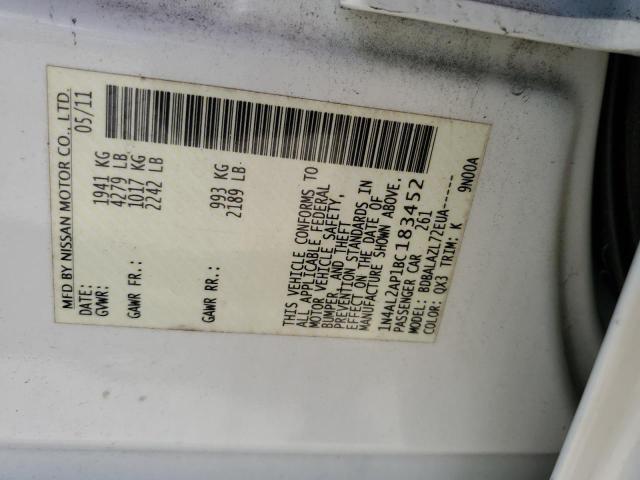 MFD BY NISSAN MOTOR CO., LTD.
DATE: 05/11
GVWR: 1941 KG
4279 LB
GAWR FR.: 1017 KG
2242 LB
GAWR RR.: 993 KG
2189 LB
THIS VEHICLE CONFORMS TO
ALL APPLICABLE FEDERAL
MOTOR VEHICLE SAFETY,
BUMPER, AND THEFT
PREVENTION STANDARDS IN
EFFECT ON THE DATE OF
MANUFACTURE SHOWN ABOVE.
1N4AL2AP1BC183452
PASSENGER CAR 261
MODEL: BDBALAZL72EUA------
COLOR: QX3 TRIM: K 9N00A